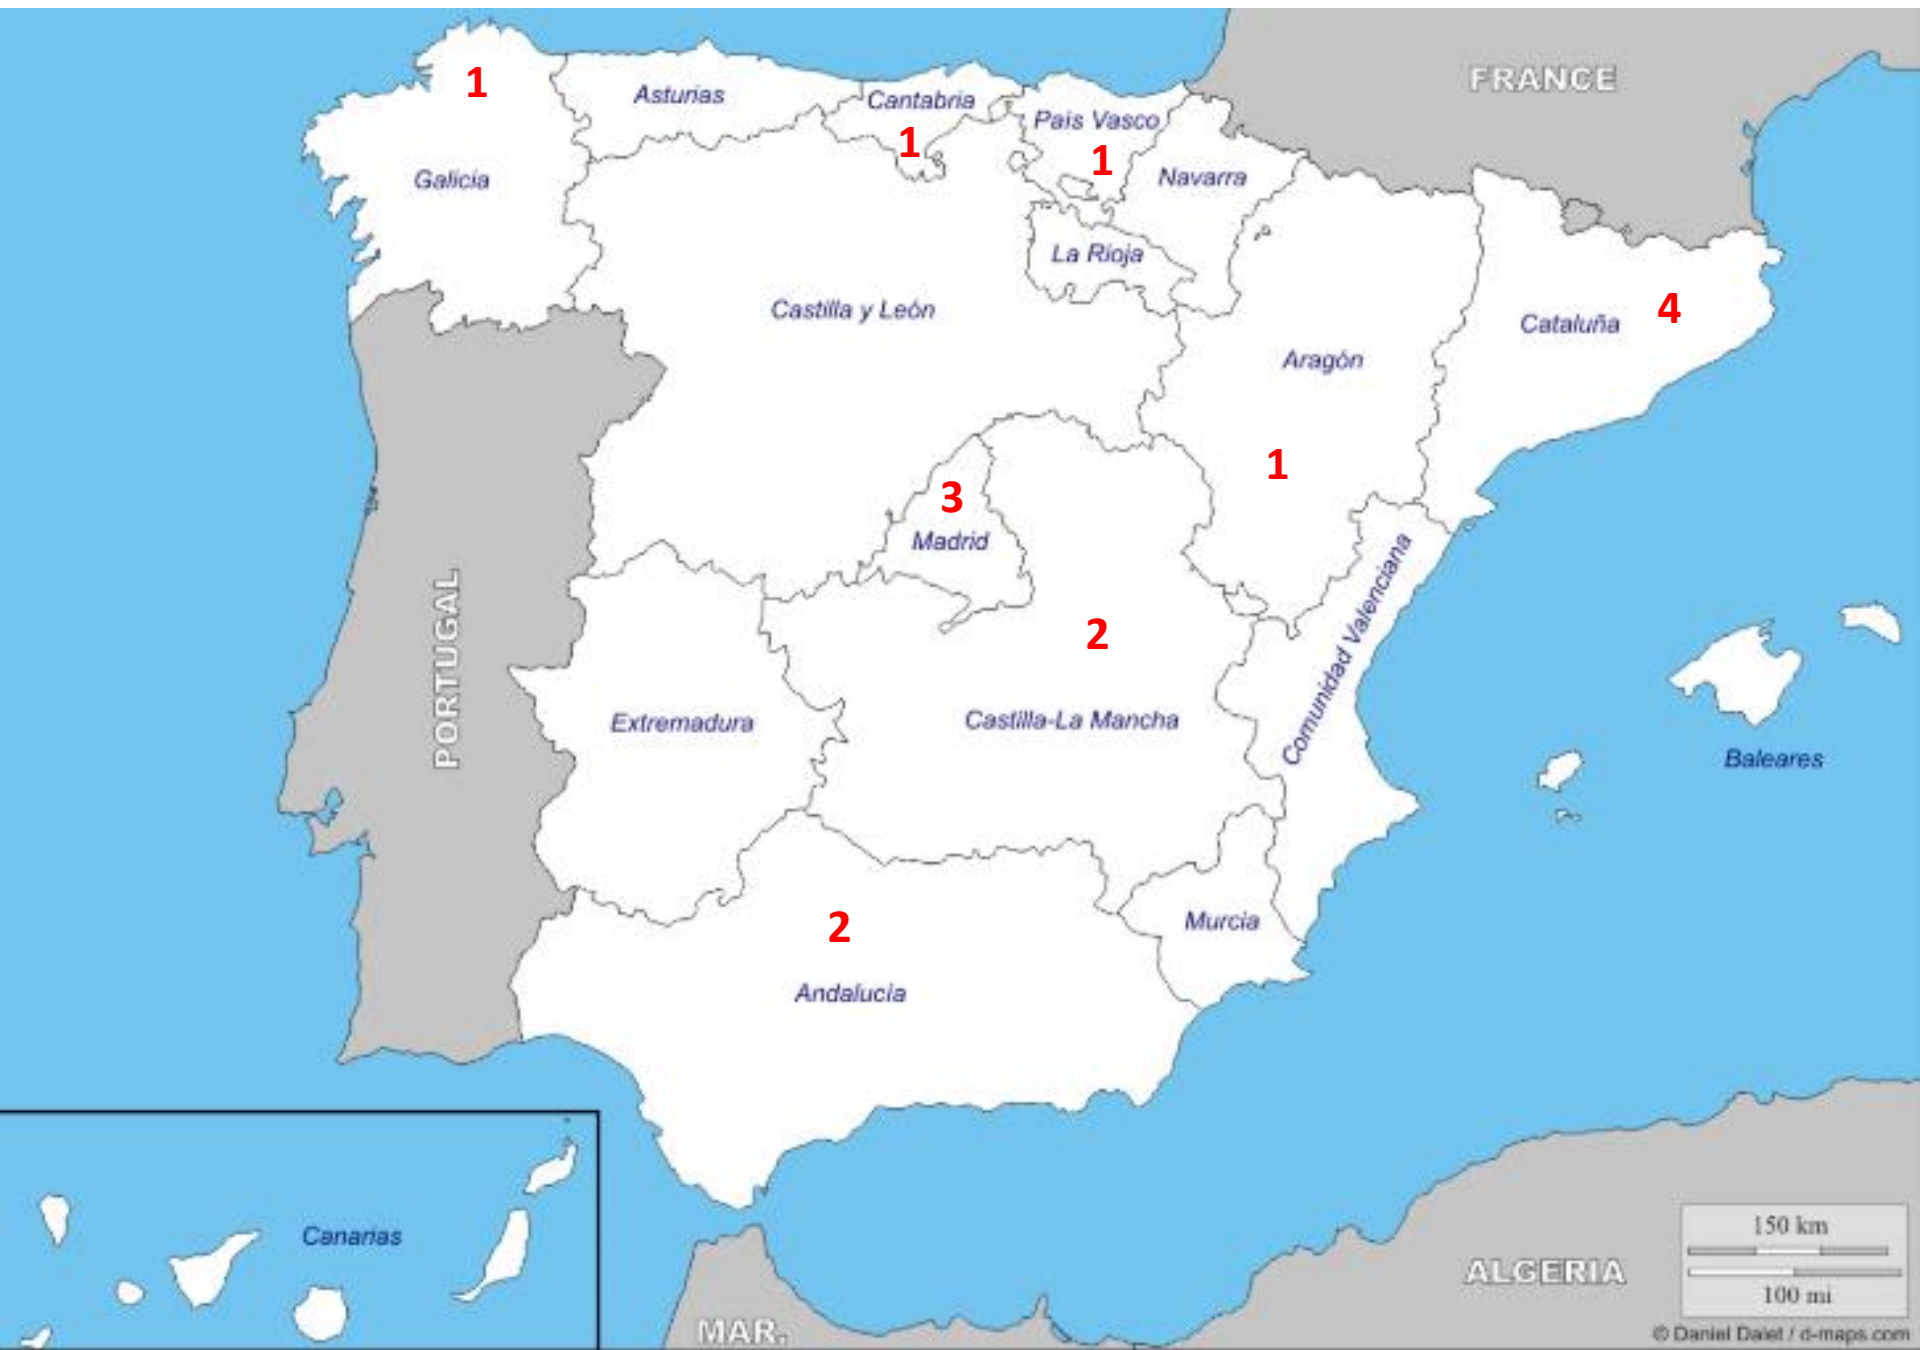 FRANCE
1
Asturias
Cantabria
País Vasco
1
1
Navarra
Galicia
La Rioja
Castilla y León
Cataluña
4
Aragón
1
3
Madrid
PORTUGAL
2
Comunidad Valenciana
Extremadura
Castilla-La Mancha
Baleares
2
Murcia
Andalucía
Canarias
150 km
100 mi
ALGERIA
MAR.
© Daniel Dalet / d-maps.com